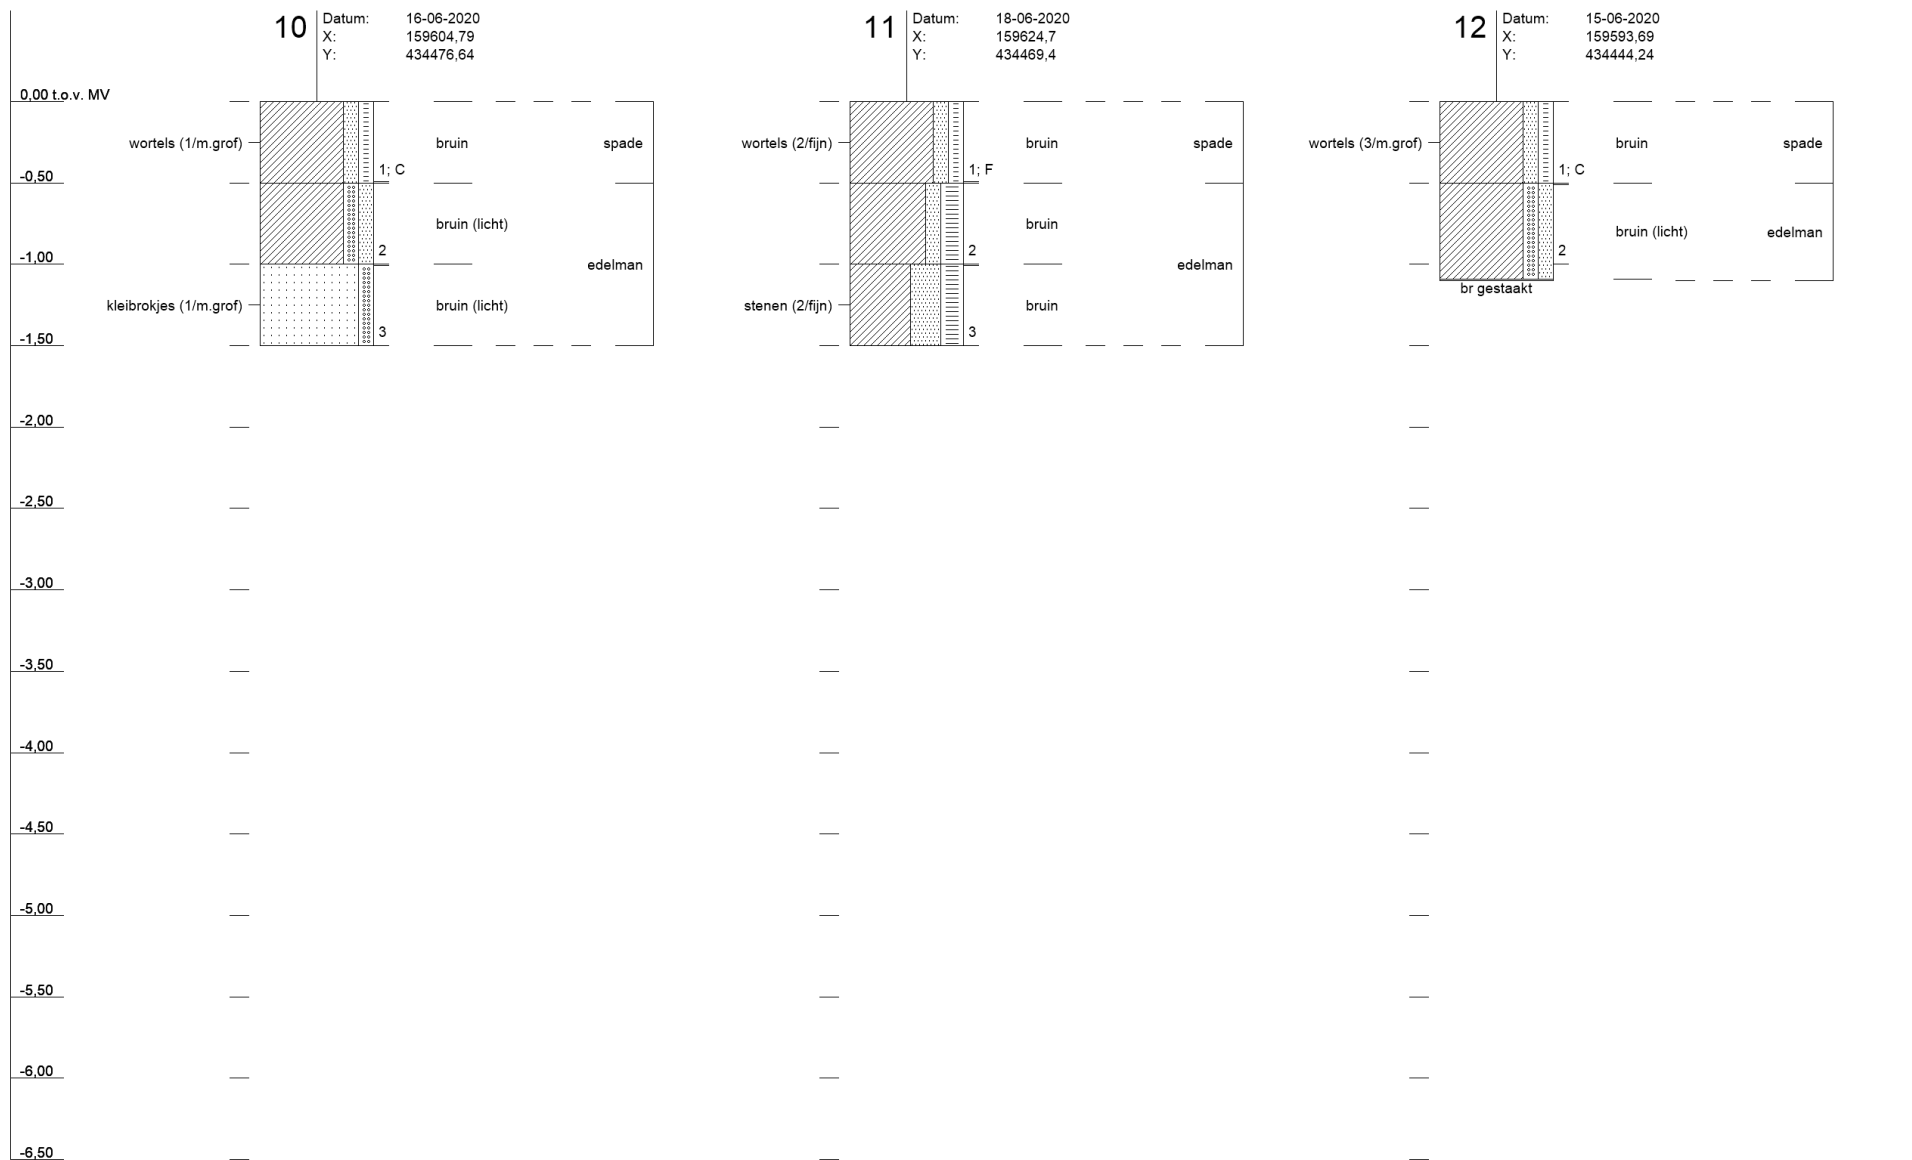 10
Datum: 16-06-2020
X: 159604,79
Y: 434476,64
11
Datum: 18-06-2020
X: 159624,7
Y: 434469,4
12
Datum: 15-06-2020
X: 159593,69
Y: 434444,24
0,00 t.o.v. MV
-0,50
-1,00
-1,50
-2,00
-2,50
-3,00
-3,50
-4,00
-4,50
-5,00
-5,50
-6,00
-6,50
wortels (1/m.grof)
1; C
bruin
spade
2
bruin (licht)
edelman
kleibrokjes (1/m.grof)
3
bruin (licht)
wortels (2/fijn)
1; F
bruin
spade
2
bruin
edelman
stenen (2/fijn)
3
bruin
wortels (3/m.grof)
1; C
bruin
spade
2
bruin (licht)
edelman
br gestaakt